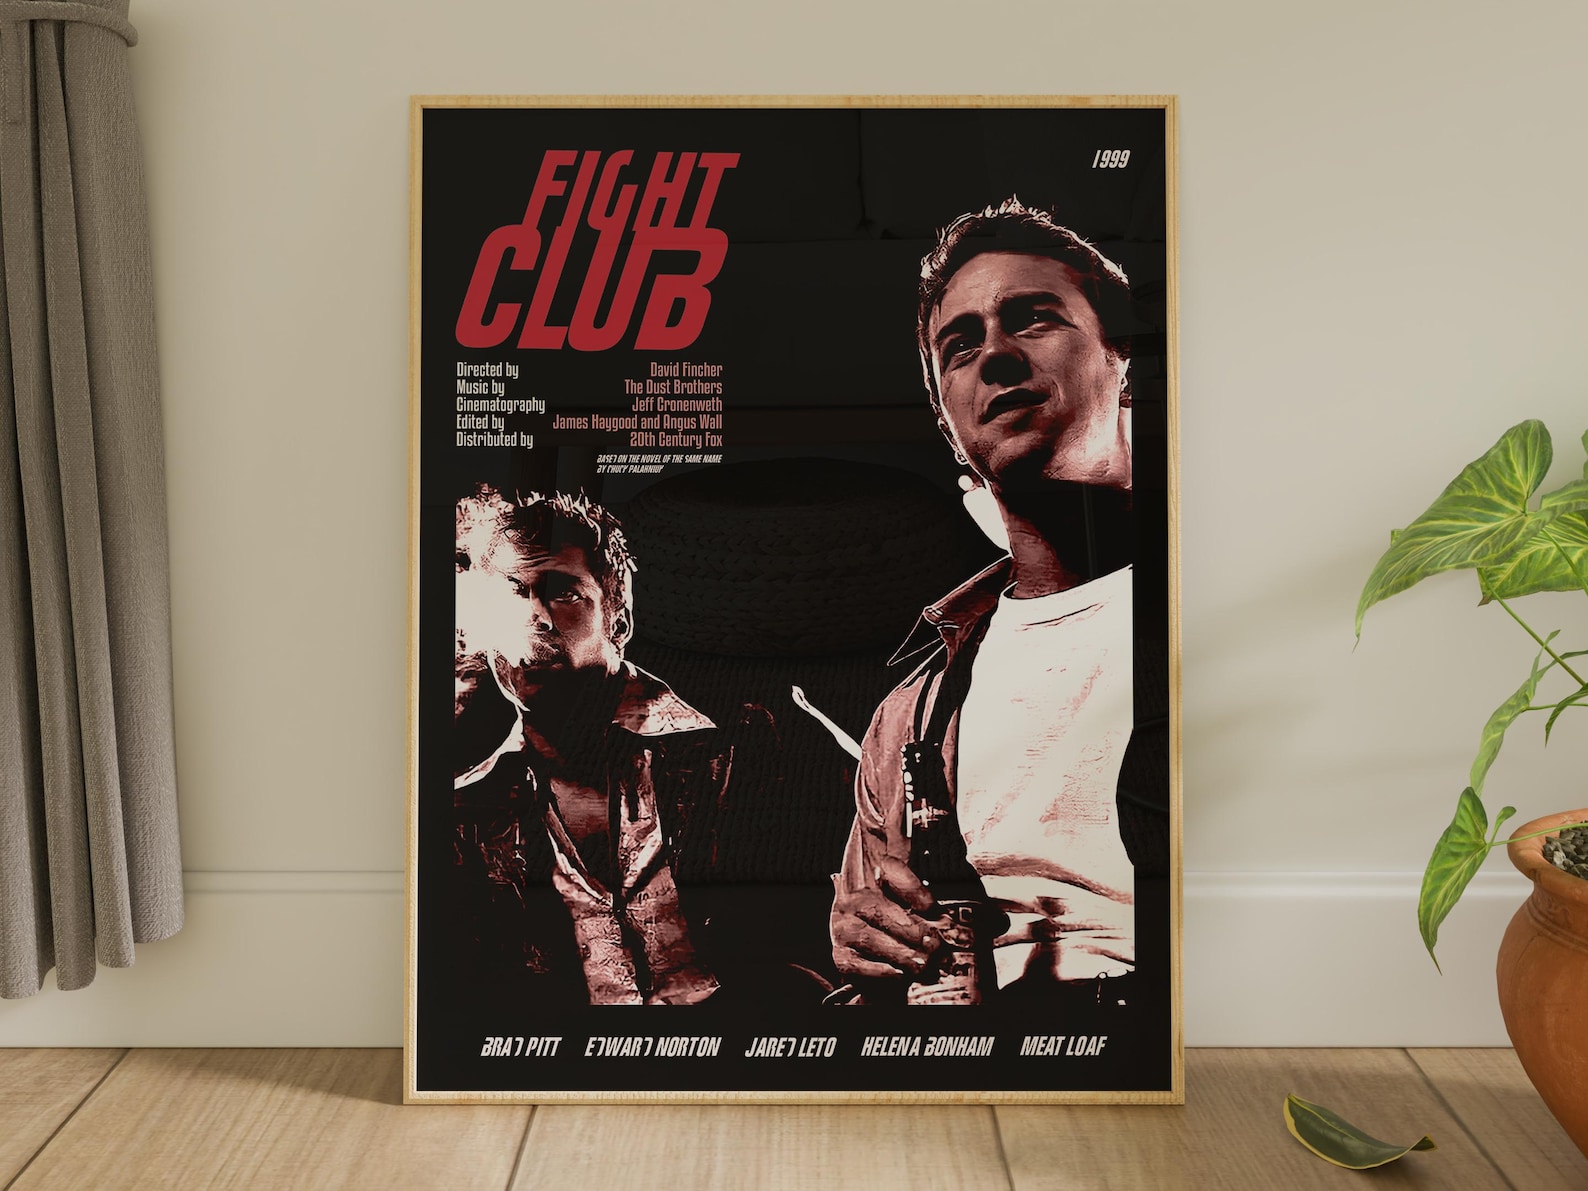 FIGHT
CLUB
1999
Directed by David Fincher
Music by The Dust Brothers
Cinematography Jeff Cronenweth
Edited by James Haygood and Angus Wall
Distributed by 20th Century Fox
BASED ON THE NOVEL OF THE SAME NAME
BY CHUCK PALAHNIUK
BRAD PITT EDWARD NORTON JARED LETO HELENA BONHAM MEAT LOAF